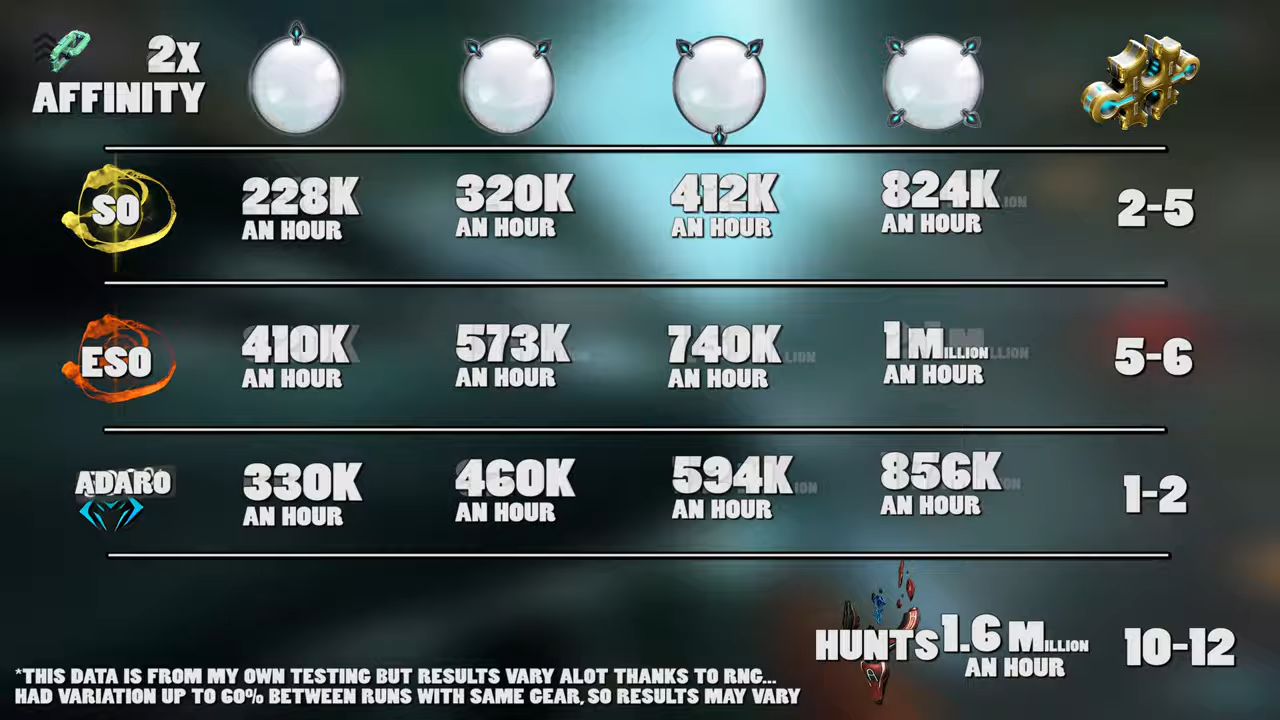 2x
AFFINITY
SO
228K
AN HOUR
320K
AN HOUR
412K
AN HOUR
824K
AN HOUR
2-5
ESO
410K
AN HOUR
573K
AN HOUR
740K
AN HOUR
1 MILLION
AN HOUR
5-6
ADARO
330K
AN HOUR
460K
AN HOUR
594K
AN HOUR
856K
AN HOUR
1-2
HUNTS 1.6 MILLION
AN HOUR
10-12
*THIS DATA IS FROM MY OWN TESTING BUT RESULTS VARY ALOT THANKS TO RNG...
HAD VARIATION UP TO 60% BETWEEN RUNS WITH SAME GEAR, SO RESULTS MAY VARY